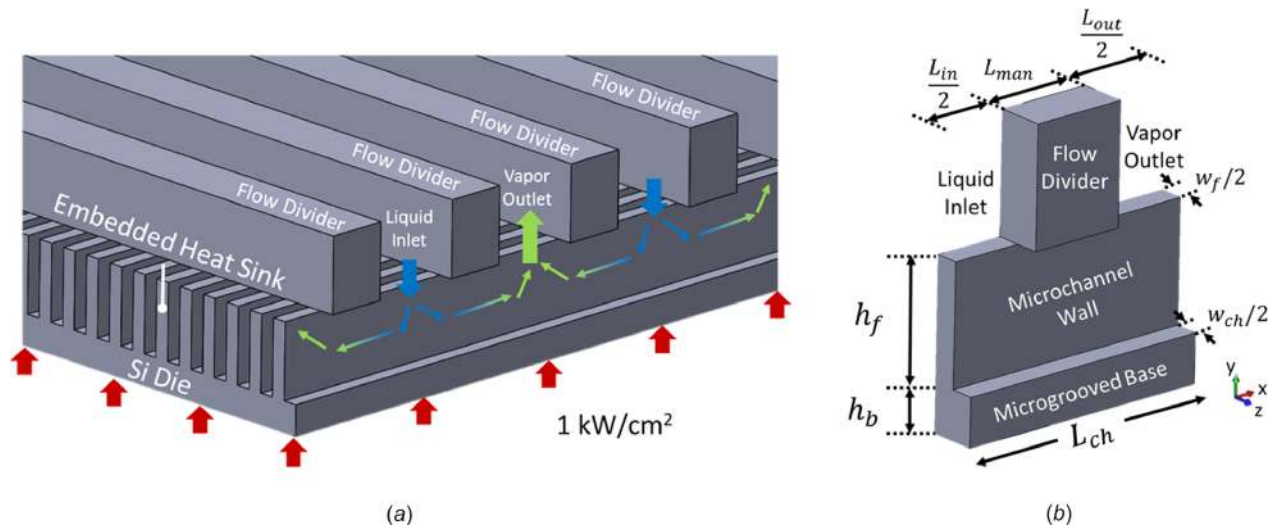 Flow Divider
Flow Divider
Flow Divider
Flow Divider
Vapor
Outlet
Liquid
Inlet
Embedded Heat Sink
Si Die
1 kW/cm²
(a)
L_out/2
L_man
L_in/2
Vapor
Outlet
Flow
Divider
Liquid
Inlet
w_f/2
Microchannel
Wall
h_f
w_ch/2
Microgrooved Base
h_b
L_ch
y
x
z
(b)